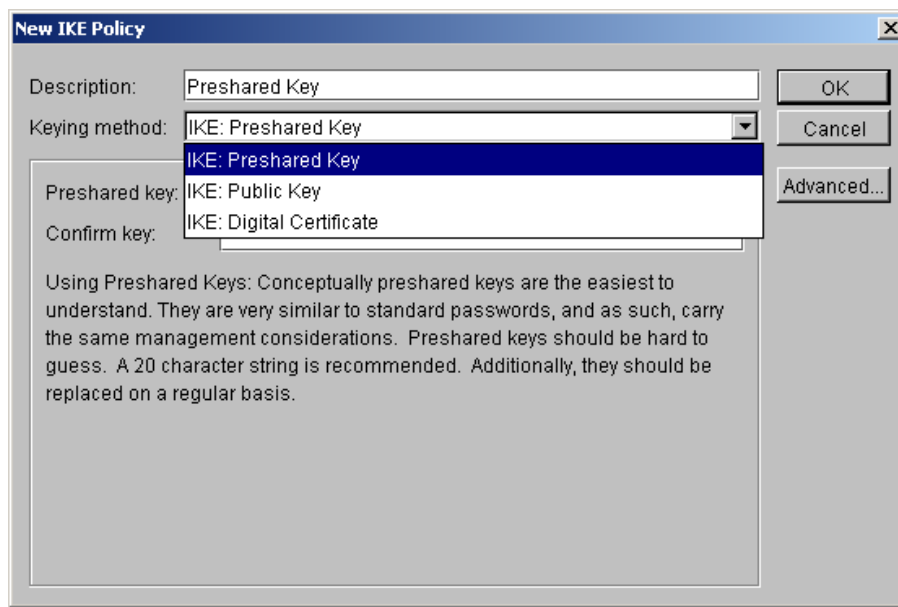 New IKE Policy
Description: Preshared Key OK
Keying method: IKE: Preshared Key Cancel
IKE: Preshared Key
Preshared key: IKE: Public Key Advanced...
IKE: Digital Certificate
Confirm key:
Using Preshared Keys: Conceptually preshared keys are the easiest to
understand. They are very similar to standard passwords, and as such, carry
the same management considerations. Preshared keys should be hard to
guess. A 20 character string is recommended. Additionally, they should be
replaced on a regular basis.